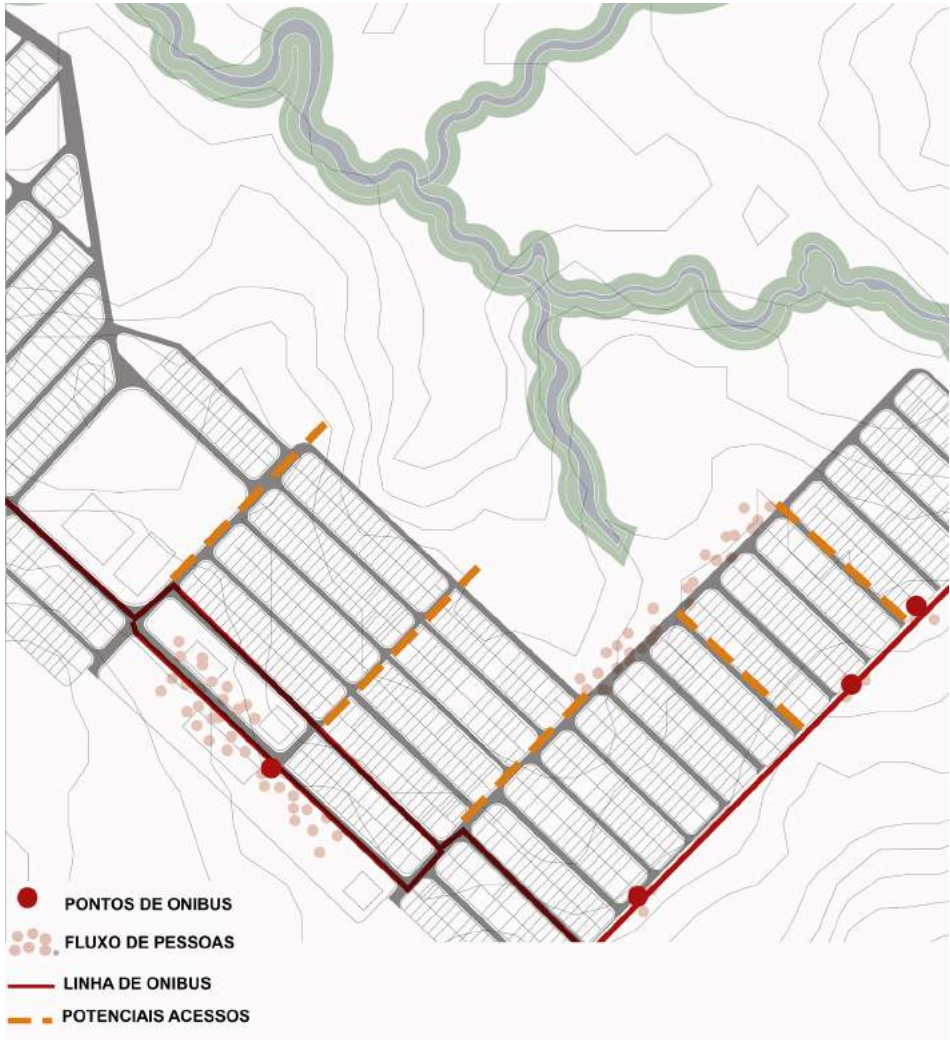 PONTOS DE ONIBUS
FLUXO DE PESSOAS
LINHA DE ONIBUS
POTENCIAIS ACESSOS